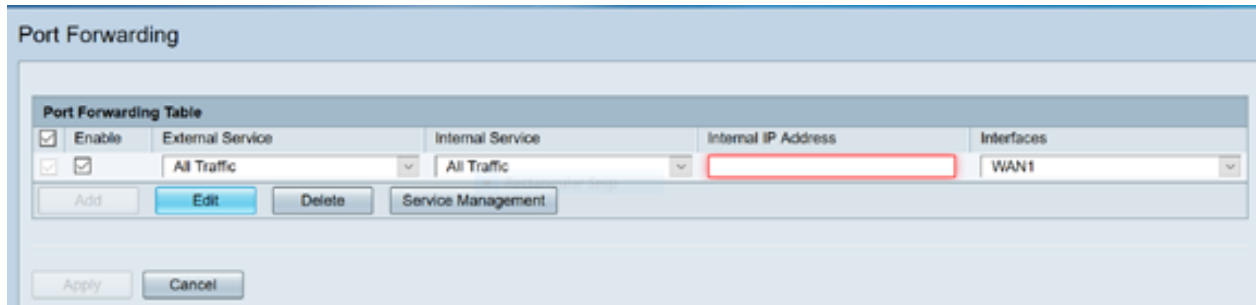 Port Forwarding
Port Forwarding Table
Enable External Service Internal Service Internal IP Address Interfaces
All Traffic All Traffic WAN1
Add Edit Delete Service Management
Apply Cancel